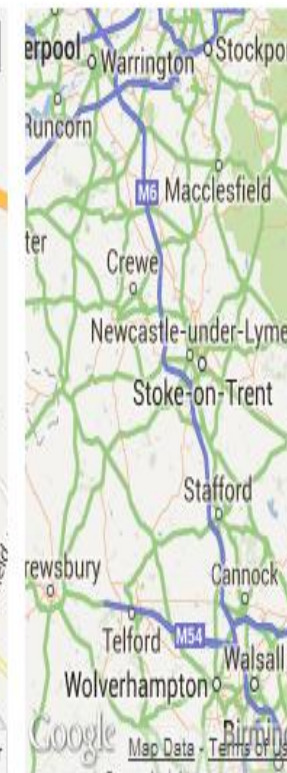 erpool
Warrington
Stockpo
Runcorn
M6 Macclesfield
ter
Crewe
Newcastle-under-Lyme
Stoke-on-Trent
Stafford
rewsbury
Cannock
Telford M54
Walsall
Wolverhampton
Birming
Google Map Data - Terms of Us